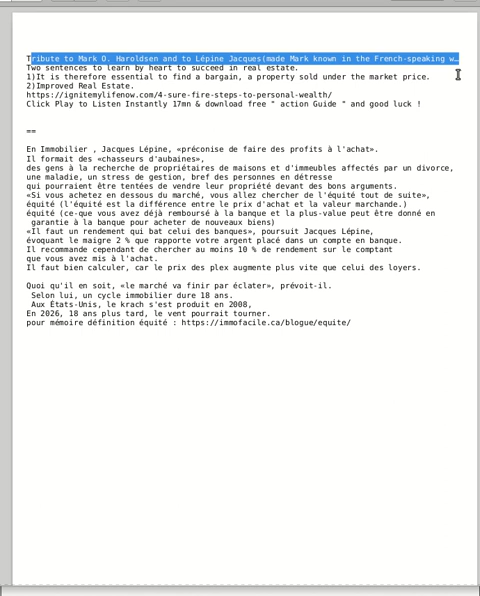 Tribute to Mark O. Haroldsen and to Lépine Jacques(made Mark known in the French-speaking w…
Two sentences to learn by heart to succeed in real estate.
1)It is therefore essential to find a bargain, a property sold under the market price.
2)Improved Real Estate.
https://ignitemylifenow.com/4-sure-fire-steps-to-personal-wealth/
Click Play to Listen Instantly 17mn & download free " action Guide " and good luck !
==
En Immobilier , Jacques Lépine, «préconise de faire des profits à l'achat».
Il formait des «chasseurs d'aubaines»,
des gens à la recherche de propriétaires de maisons et d'immeubles affectés par un divorce,
une maladie, un stress de gestion, bref des personnes en détresse
qui pourraient être tentées de vendre leur propriété devant des bons arguments.
«Si vous achetez en dessous du marché, vous allez chercher de l'équité tout de suite»,
équité (l'équité est la différence entre le prix d'achat et la valeur marchande.)
équité (ce-que vous avez déjà remboursé à la banque et la plus-value peut être donné en
garantie à la banque pour acheter de nouveaux biens)
«Il faut un rendement qui bat celui des banques», poursuit Jacques Lépine,
évoquant le maigre 2 % que rapporte votre argent placé dans un compte en banque.
Il recommande cependant de chercher au moins 10 % de rendement sur le comptant
que vous avez mis à l'achat.
Il faut bien calculer, car le prix des plex augmente plus vite que celui des loyers.
Quoi qu'il en soit, «le marché va finir par éclater», prévoit-il.
Selon lui, un cycle immobilier dure 18 ans.
Aux États-Unis, le krach s'est produit en 2008,
En 2026, 18 ans plus tard, le vent pourrait tourner.
pour mémoire définition équité : https://immofacile.ca/blogue/equite/